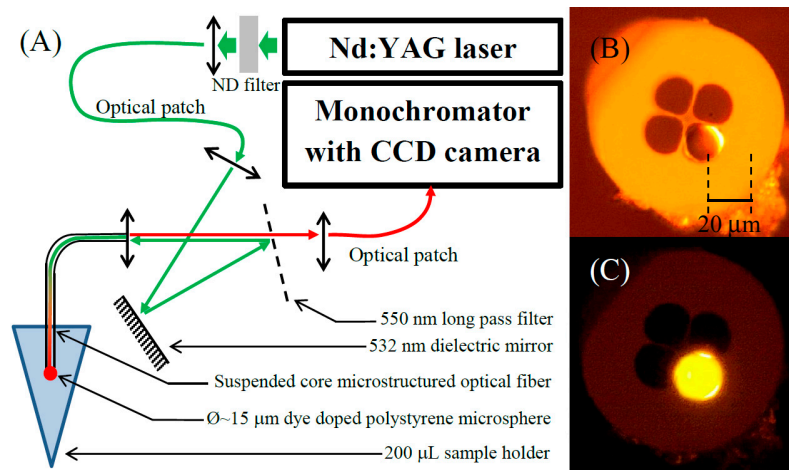 (A)
Nd:YAG laser
ND filter
Optical patch
Monochromator
with CCD camera
Optical patch
550 nm long pass filter
532 nm dielectric mirror
Suspended core microstructured optical fiber
Ø~15 µm dye doped polystyrene microsphere
200 µL sample holder
(B)
20 µm
(C)